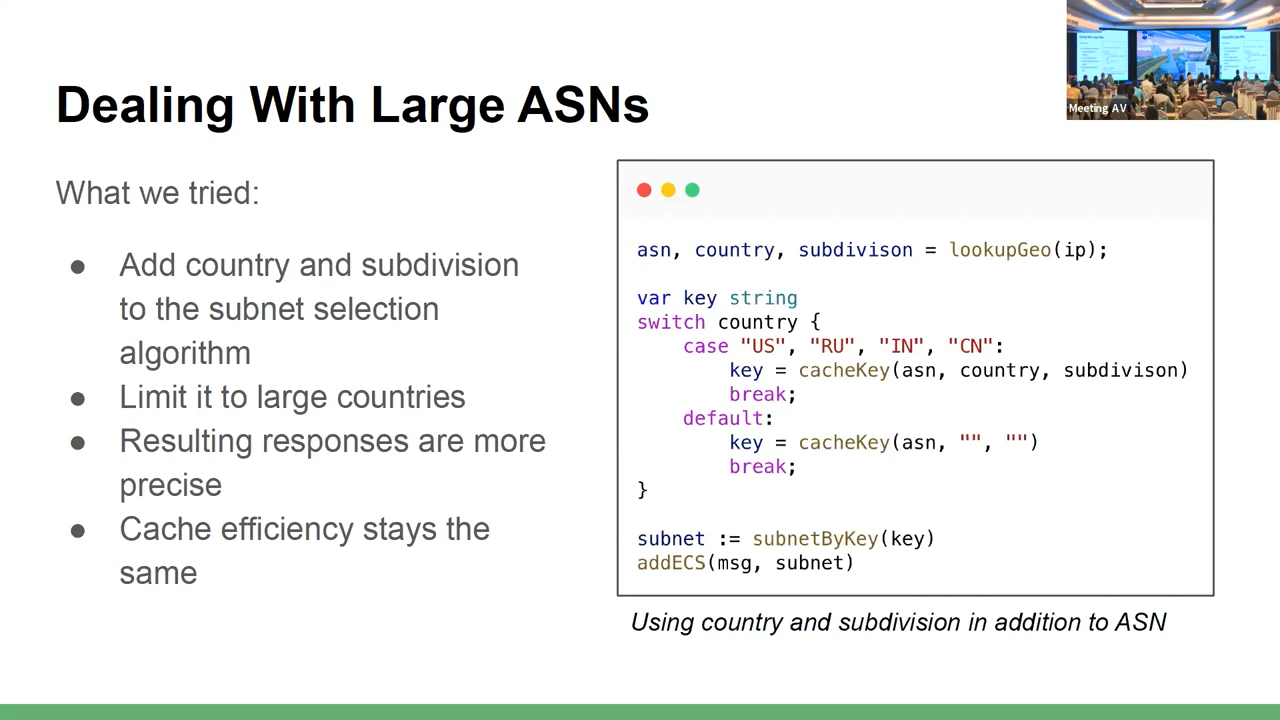 Dealing With Large ASNs
What we tried:
● Add country and subdivision
to the subnet selection
algorithm
● Limit it to large countries
● Resulting responses are more
precise
● Cache efficiency stays the
same
asn, country, subdivison = lookupGeo(ip);
var key string
switch country {
case "US", "RU", "IN", "CN":
key = cacheKey(asn, country, subdivison)
break;
default:
key = cacheKey(asn, "", "")
break;
}
subnet := subnetByKey(key)
addECS(msg, subnet)
Using country and subdivision in addition to ASN
Meeting AV